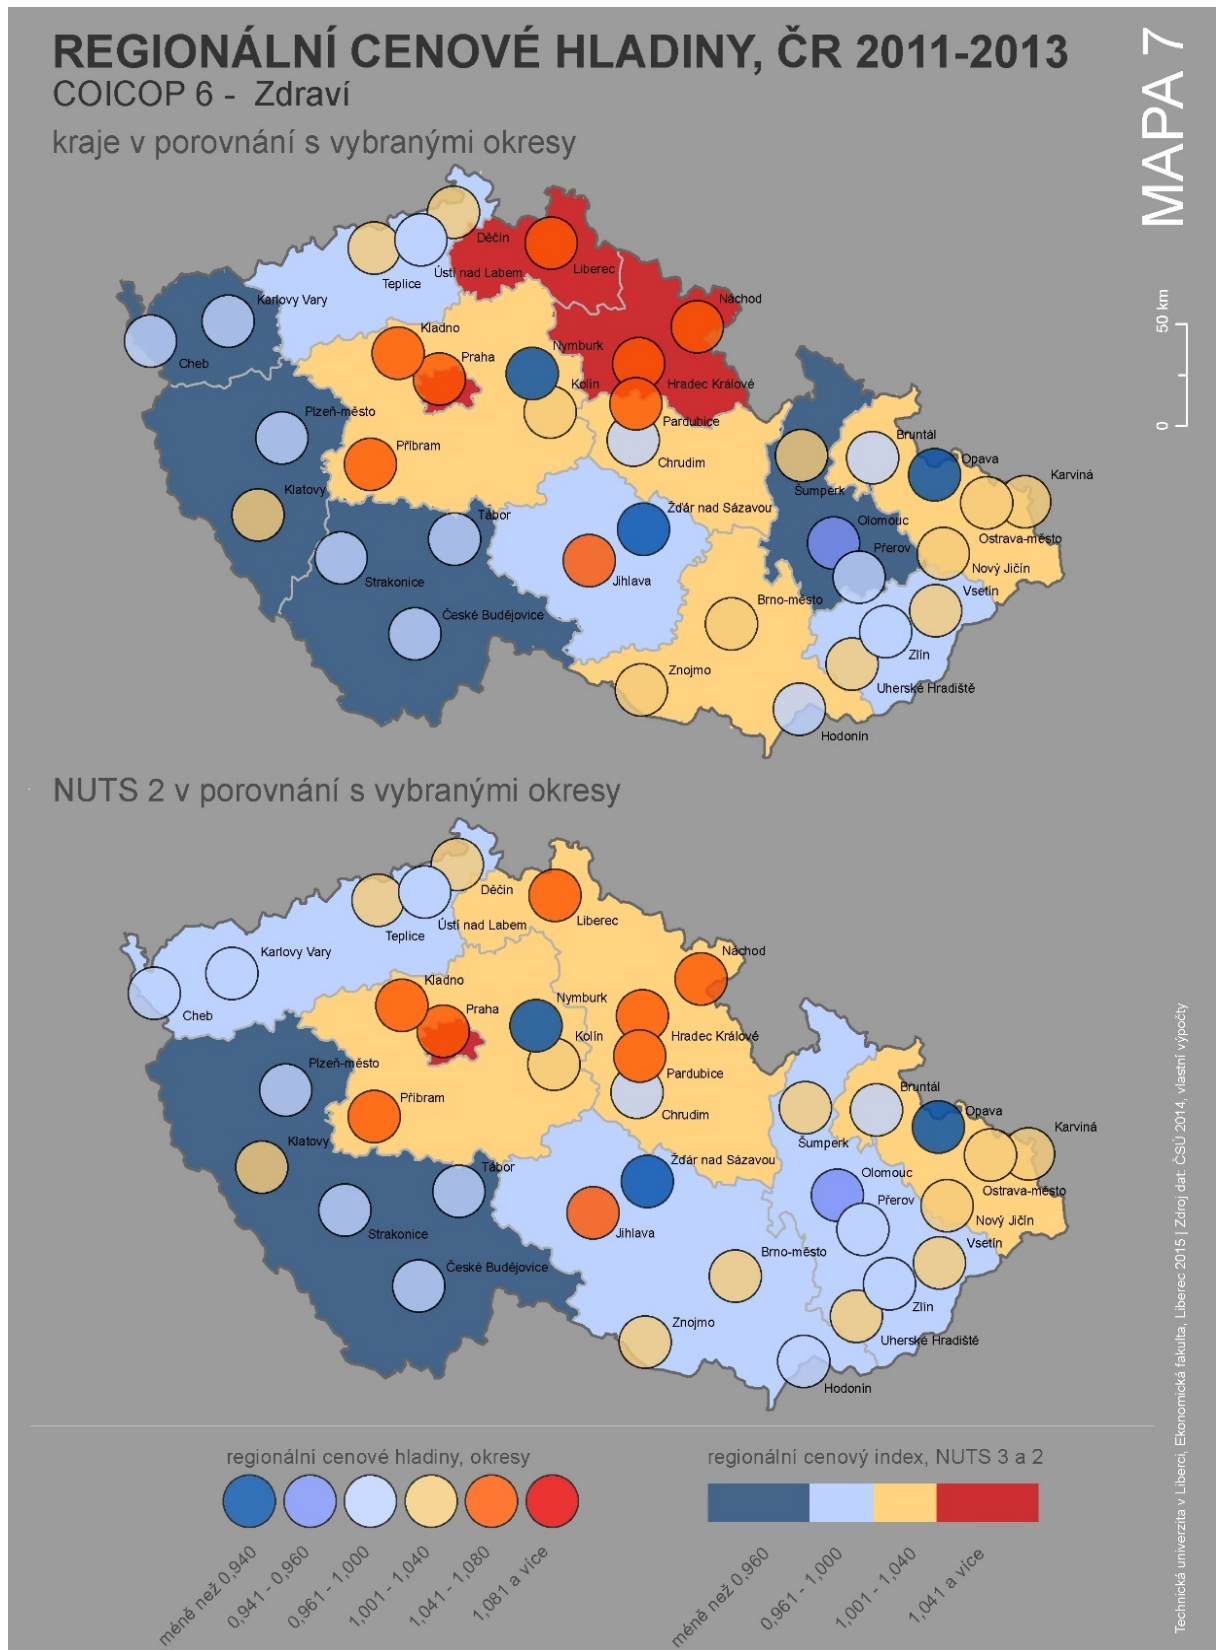 REGIONÁLNÍ CENOVÉ HLADINY, ČR 2011-2013
COICOP 6 - Zdraví
kraje v porovnání s vybranými okresy
MAPA 7
50 km
0
Děčín
Ústí nad Labem
Liberec
Teplice
Karlovy Vary
Náchod
Cheb
Kladno
Nymburk
Praha
Kolín
Hradec Králové
Plzeň-město
Pardubice
Příbram
Chrudim
Bruntál
Opava
Karviná
Klatovy
Šumperk
Tábor
Žďár nad Sázavou
Olomouc
Ostrava-město
Přerov
Nový Jičín
Strakonice
Jihlava
Vsetín
Brno-město
České Budějovice
Zlín
Znojmo
Uherské Hradiště
Hodonín
NUTS 2 v porovnání s vybranými okresy
Děčín
Liberec
Ústí nad Labem
Teplice
Karlovy Vary
Náchod
Kladno
Cheb
Nymburk
Praha
Kolín
Hradec Králové
Plzeň-město
Pardubice
Příbram
Chrudim
Bruntál
Opava
Karviná
Klatovy
Šumperk
Tábor
Žďár nad Sázavou
Olomouc
Ostrava-město
Přerov
Nový Jičín
Strakonice
Jihlava
Vsetín
Brno-město
České Budějovice
Zlín
Znojmo
Uherské Hradiště
Hodonín
regionální cenové hladiny, okresy
méně než 0,940
0,941 - 0,960
0,961 - 1,000
1,001 - 1,040
1,041 - 1,080
1,081 a více
regionální cenový index, NUTS 3 a 2
méně než 0,960
0,961 - 1,000
1,001 - 1,040
1,041 a více
Technická univerzita v Liberci, Ekonomická fakulta, Liberec 2015 | Zdroj dat: ČSÚ 2014, vlastní výpočty